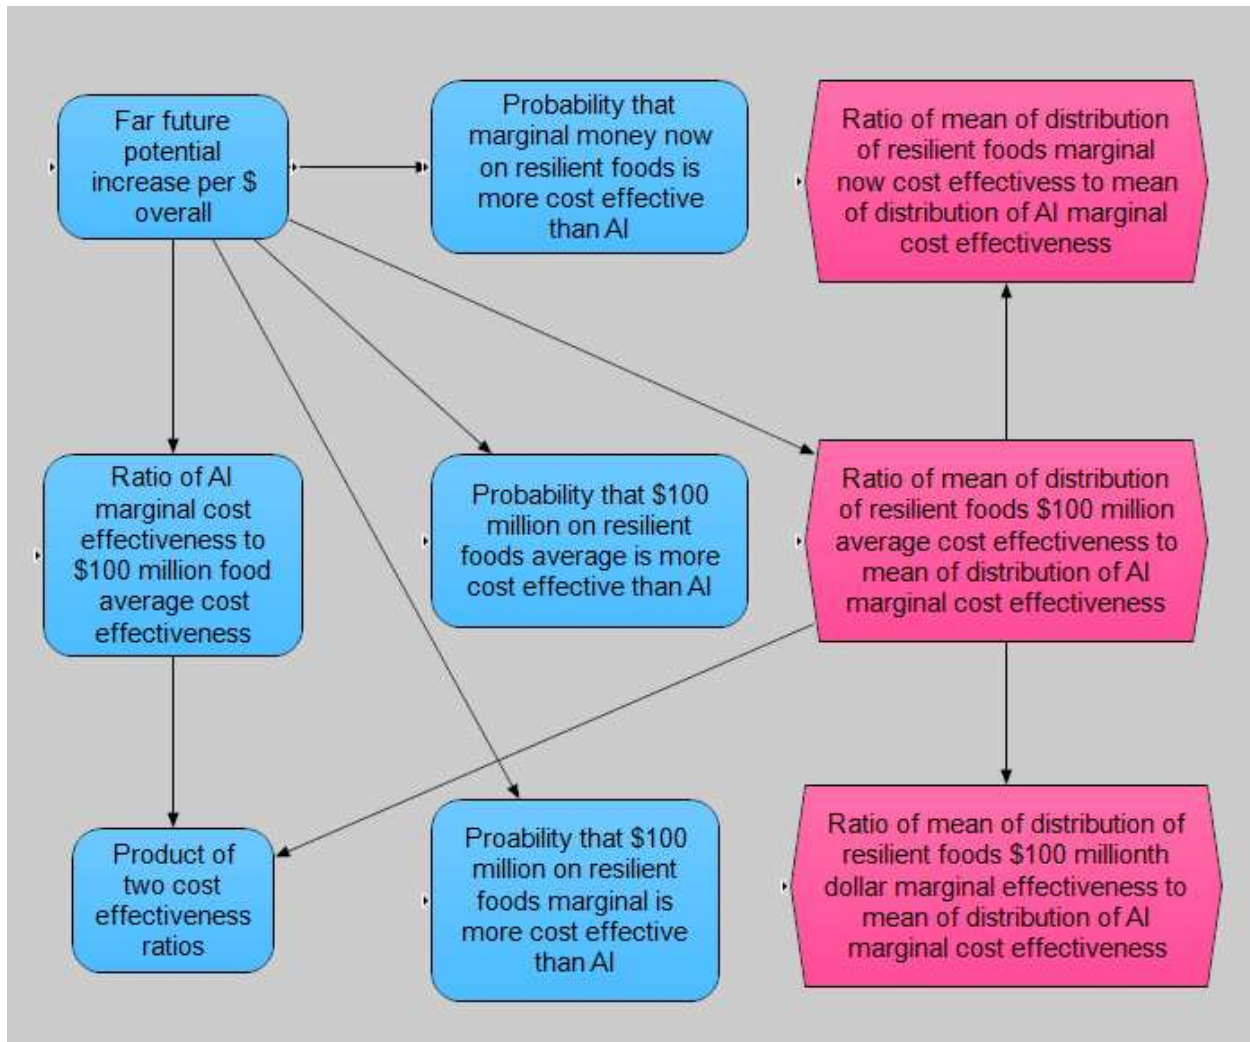 Far future
potential
increase per $
overall
Probability that
marginal money now
on resilient foods is
more cost effective
than AI
Ratio of mean of distribution
of resilient foods marginal
now cost effectivess to mean
of distribution of AI marginal
cost effectiveness
Ratio of AI
marginal cost
effectiveness to
$100 million food
average cost
effectiveness
Probability that $100
million on resilient
foods average is more
cost effective than AI
Ratio of mean of distribution
of resilient foods $100 million
average cost effectiveness to
mean of distribution of AI
marginal cost effectiveness
Product of
two cost
effectiveness
ratios
Proability that $100
million on resilient
foods marginal is
more cost effective
than AI
Ratio of mean of distribution of
resilient foods $100 millionth
dollar marginal effectiveness to
mean of distribution of AI
marginal cost effectiveness